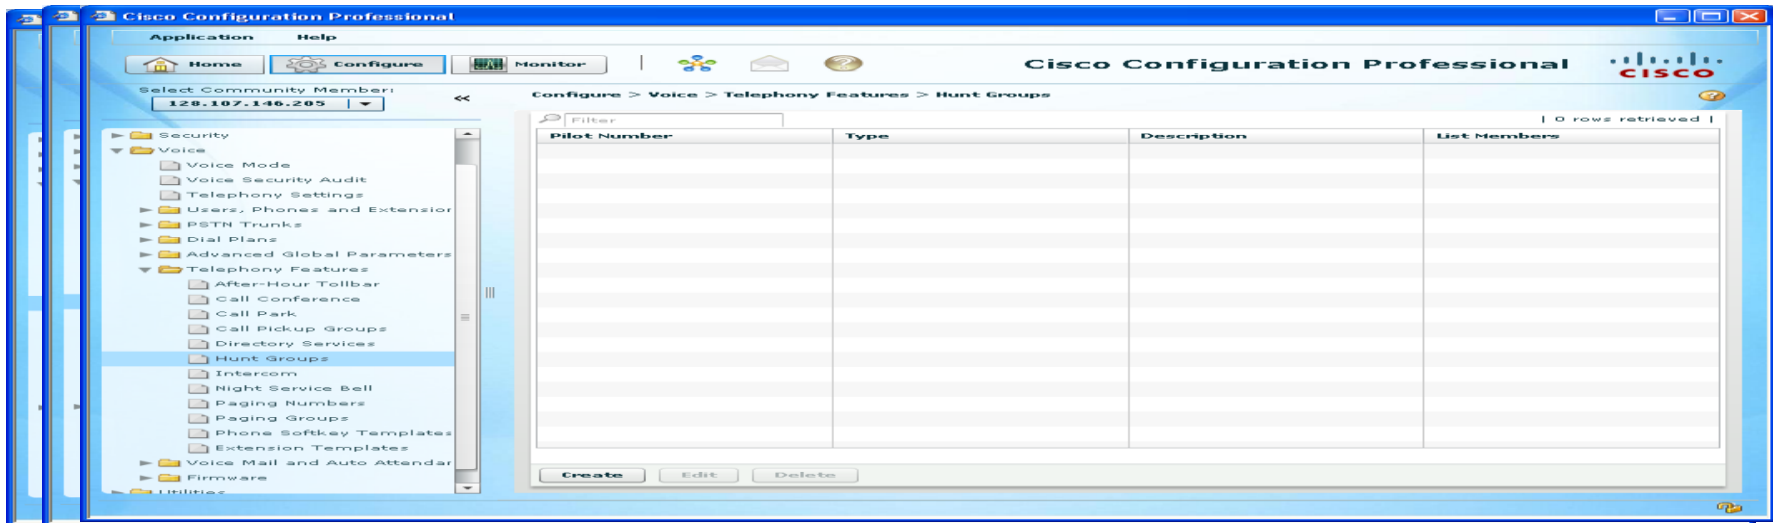 Cisco Configuration Professional
Application Help
Home Configure Monitor
Cisco Configuration Professional
CISCO
Select Community Member:
128.107.146.205
«
Configure > Voice > Telephony Features > Hunt Groups
Filter
| 0 rows retrieved |
Security
Voice
Voice Mode
Voice Security Audit
Telephony Settings
Users, Phones and Extension
PSTN Trunks
Dial Plans
Advanced Global Parameters
Telephony Features
After-Hour Tollbar
Call Conference
Call Park
Call Pickup Groups
Directory Services
Hunt Groups
Intercom
Night Service Bell
Paging Numbers
Paging Groups
Phone Softkey Templates
Extension Templates
Voice Mail and Auto Attendar
Firmware
Utilities
Pilot Number Type Description List Members
Create Edit Delete